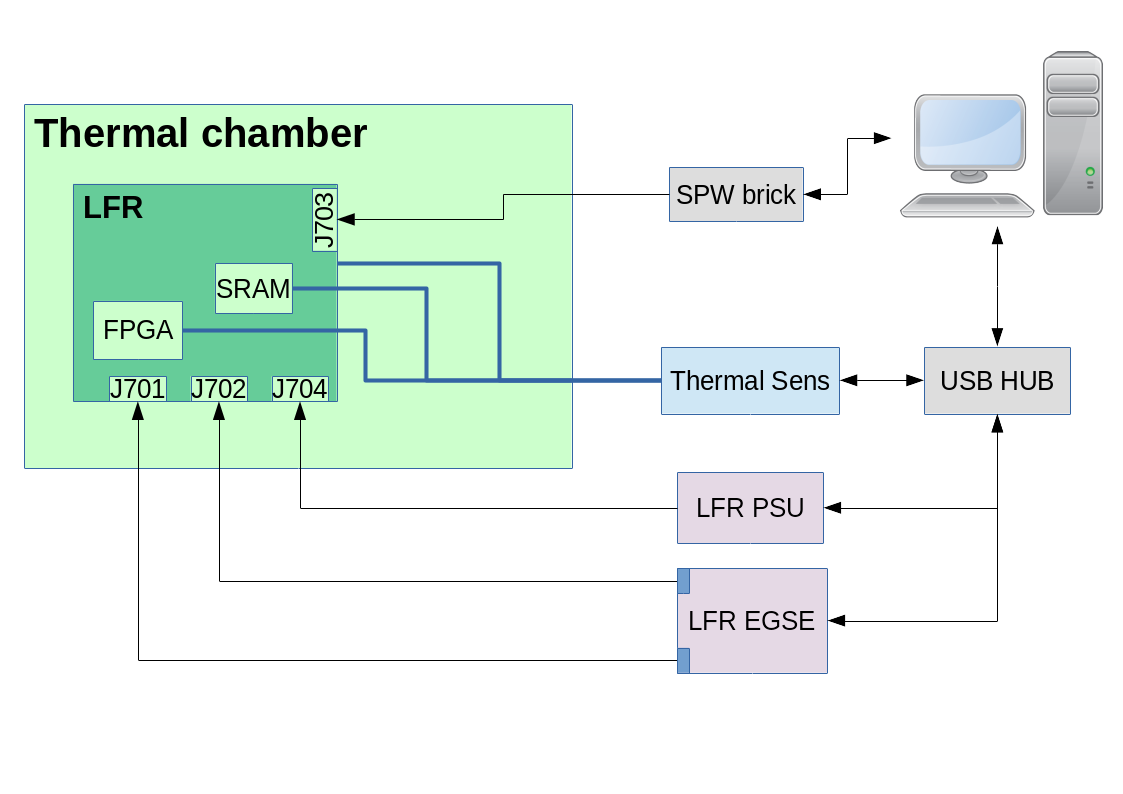 Thermal chamber
LFR
J703
SPW brick
SRAM
FPGA
J701
J702
J704
Thermal Sens
USB HUB
LFR PSU
LFR EGSE